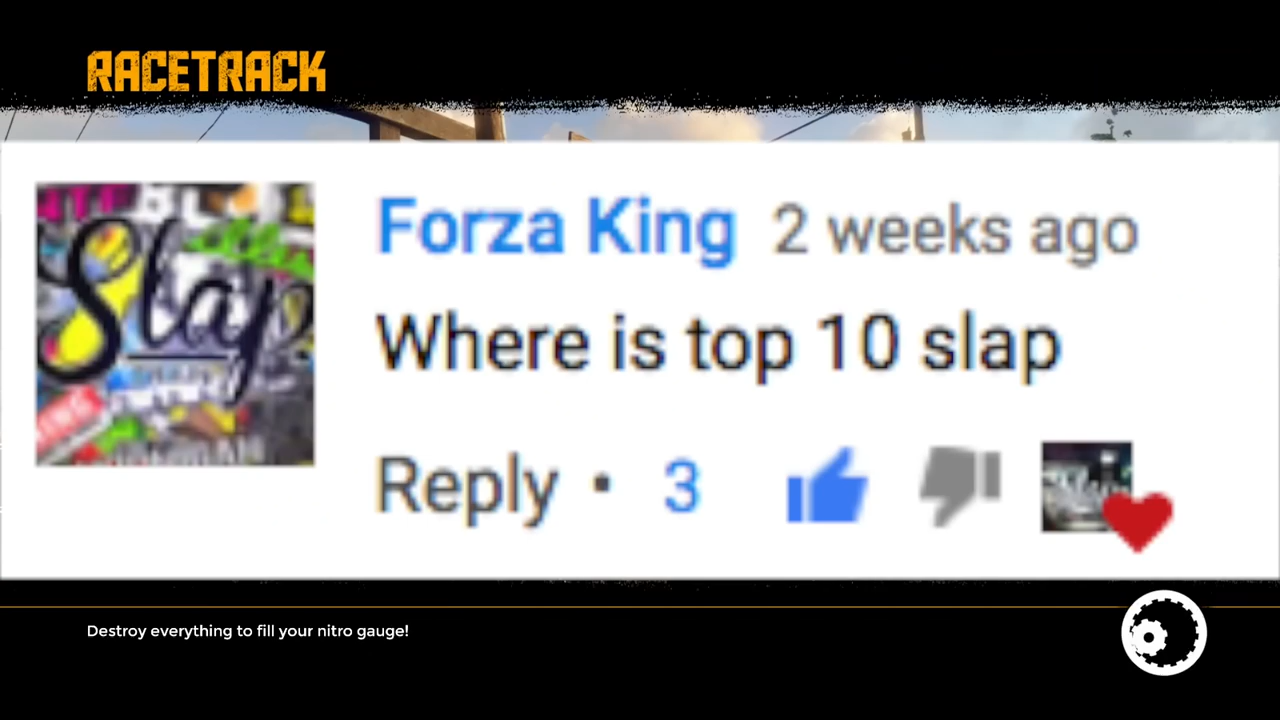 RACETRACK
Slap
Forza King 2 weeks ago
Where is top 10 slap
Reply • 3
Destroy everything to fill your nitro gauge!